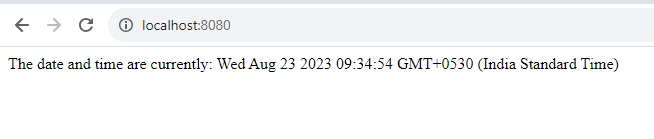 localhost:8080
The date and time are currently: Wed Aug 23 2023 09:34:54 GMT+0530 (India Standard Time)